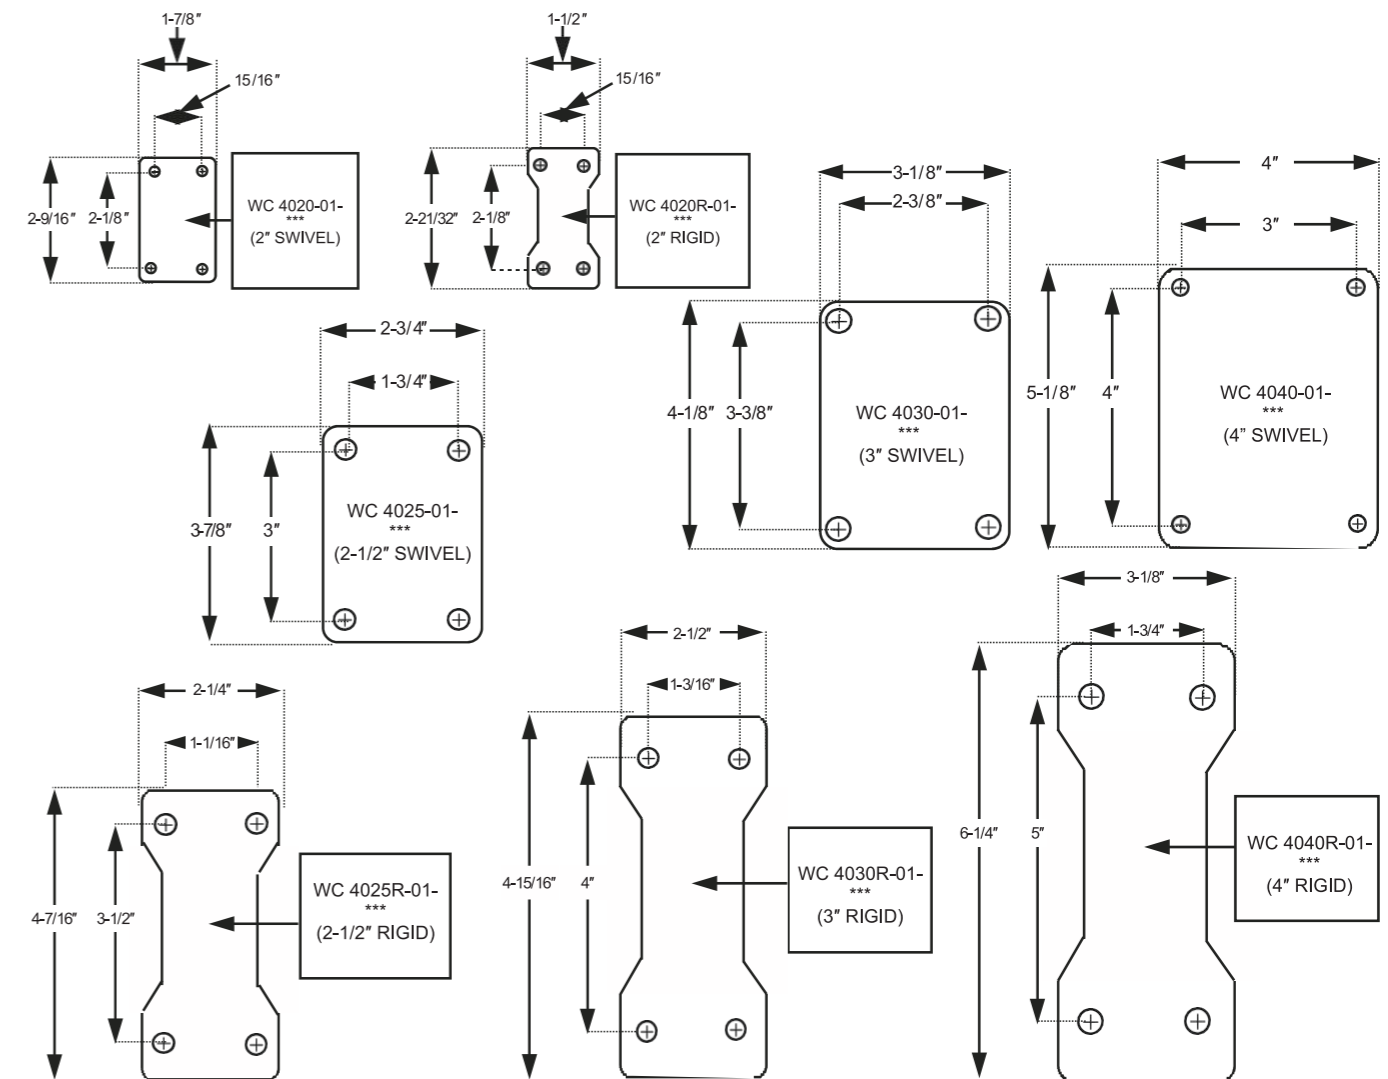 1-7/8″
15/16″
2-9/16″
2-1/8″
WC 4020-01-
***
(2″ SWIVEL)
1-1/2″
15/16″
2-21/32″
2-1/8″
WC 4020R-01-
***
(2″ RIGID)
3-1/8″
2-3/8″
4-1/8″
3-3/8″
WC 4030-01-
***
(3″ SWIVEL)
4″
3″
5-1/8″
4″
WC 4040-01-
***
(4” SWIVEL)
2-3/4″
1-3/4″
3-7/8″
3″
WC 4025-01-
***
(2-1/2″ SWIVEL)
2-1/4″
1-1/16″
4-7/16″
3-1/2″
WC 4025R-01-
***
(2-1/2″ RIGID)
2-1/2″
1-3/16″
4-15/16″
4″
WC 4030R-01-
***
(3″ RIGID)
3-1/8″
1-3/4″
6-1/4″
5″
WC 4040R-01-
***
(4″ RIGID)